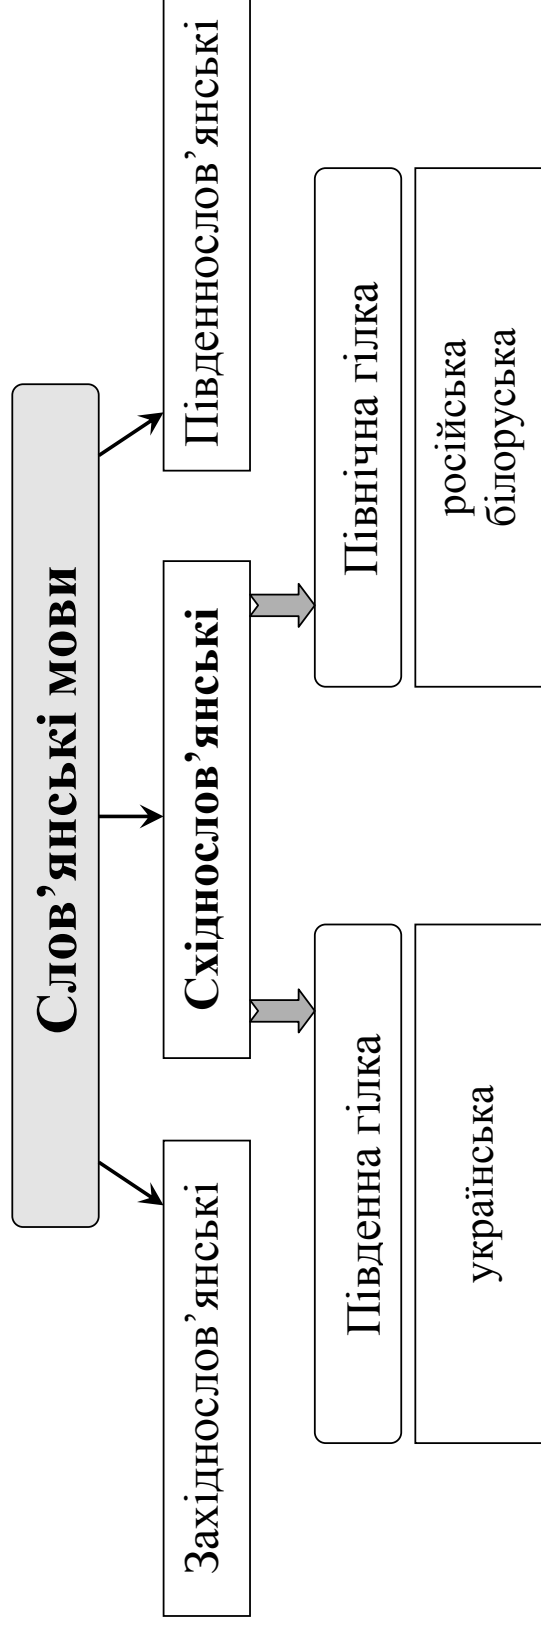 Слов’янські мови
Західнослов’янські
Східнослов’янські
Південнослов’янські
Південна гілка
Північна гілка
українська
російська
білоруська